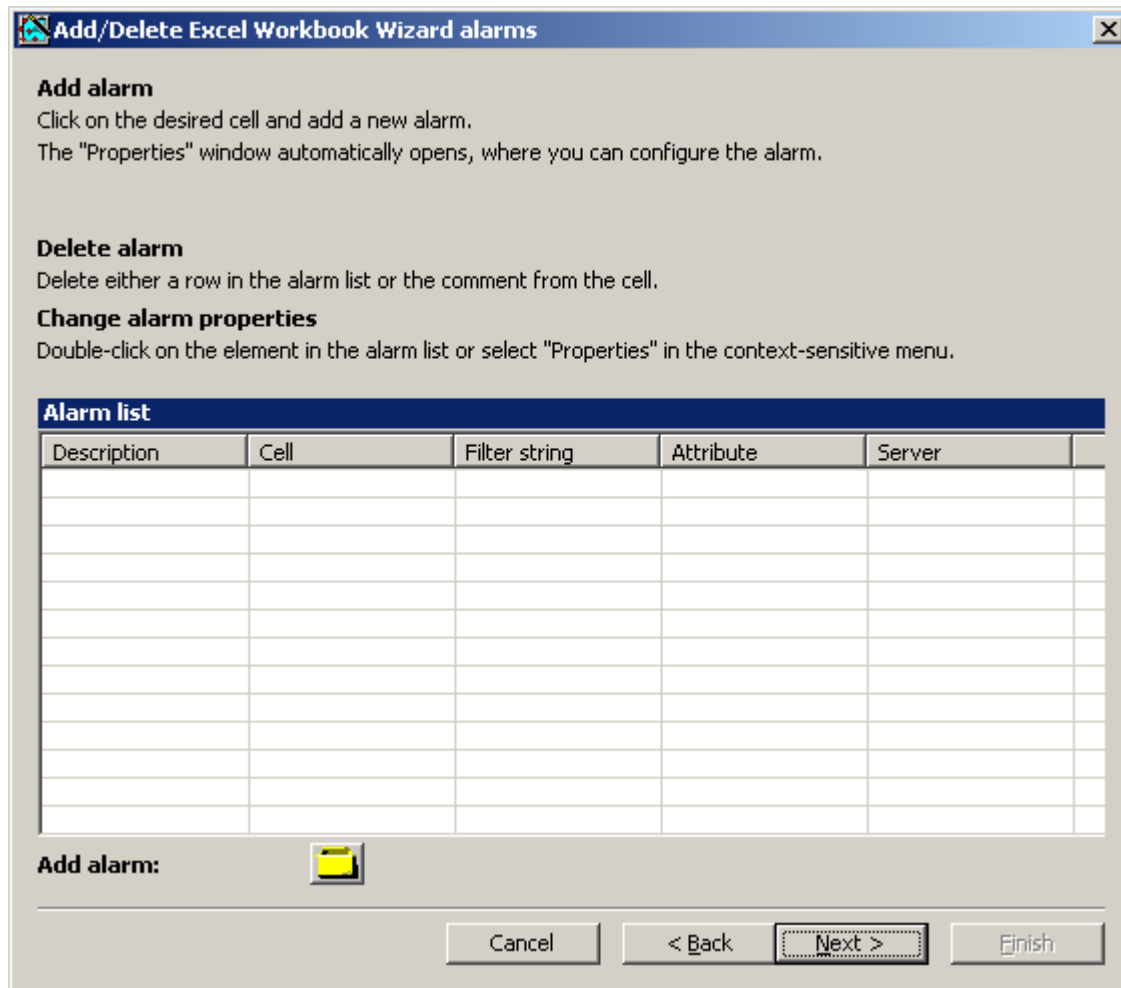 Add/Delete Excel Workbook Wizard alarms
Add alarm
Click on the desired cell and add a new alarm.
The "Properties" window automatically opens, where you can configure the alarm.
Delete alarm
Delete either a row in the alarm list or the comment from the cell.
Change alarm properties
Double-click on the element in the alarm list or select "Properties" in the context-sensitive menu.
Alarm list
Description Cell Filter string Attribute Server
Add alarm:
Cancel < Back Next > Finish